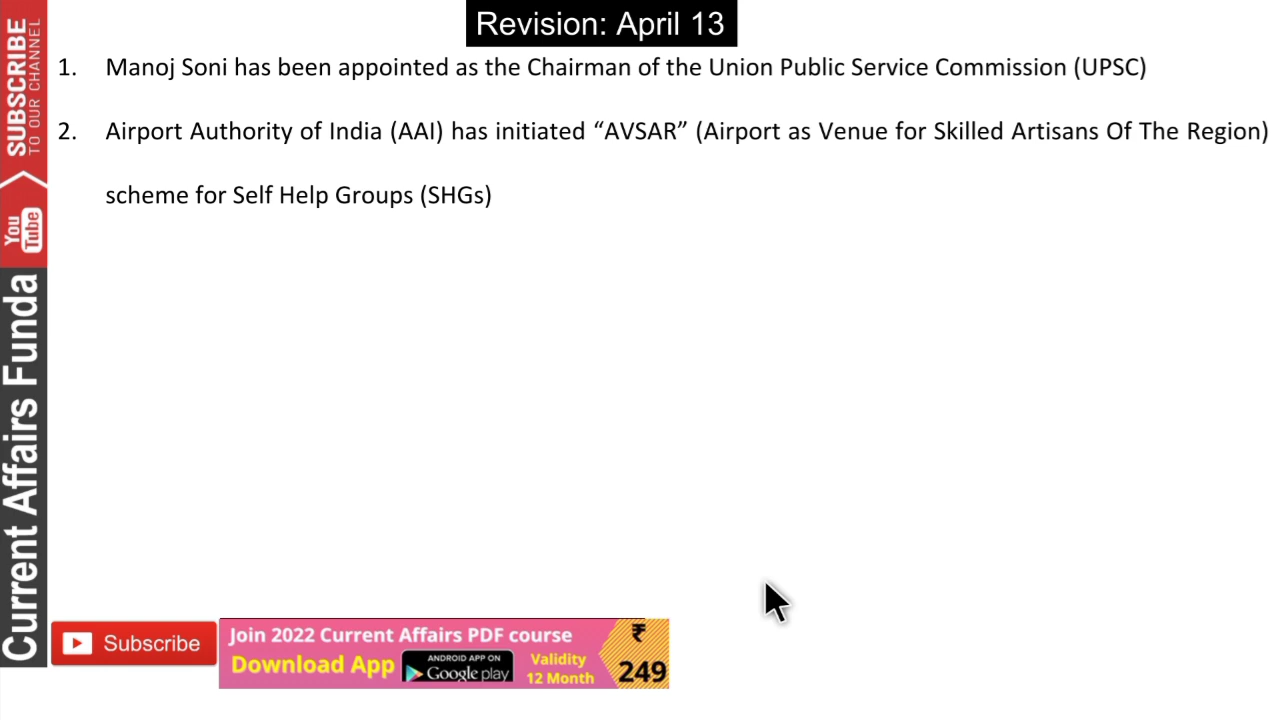 Revision: April 13
1. Manoj Soni has been appointed as the Chairman of the Union Public Service Commission (UPSC)
2. Airport Authority of India (AAI) has initiated “AVSAR” (Airport as Venue for Skilled Artisans Of The Region)
scheme for Self Help Groups (SHGs)
SUBSCRIBE
TO OUR CHANNEL
You
Tube
Current Affairs Funda
Subscribe
Join 2022 Current Affairs PDF course
Download App
ANDROID APP ON
Google play
Validity
12 Month
₹
249